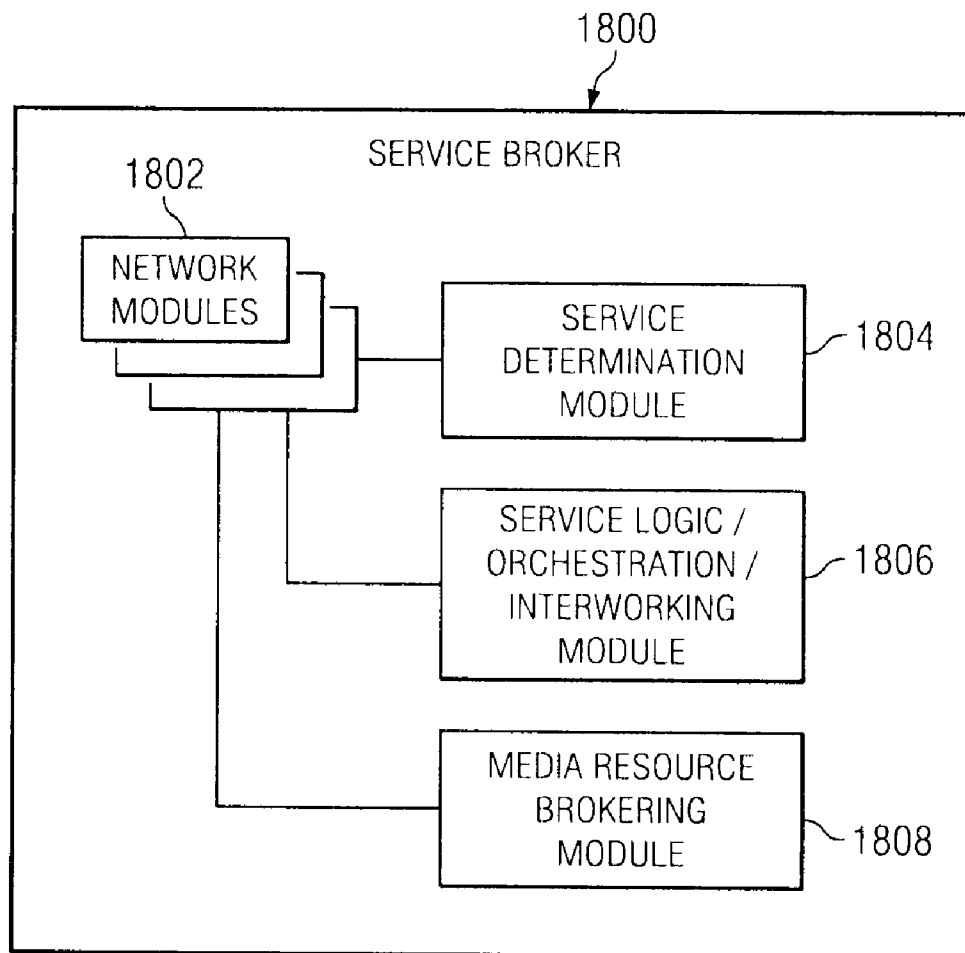 1800
SERVICE BROKER
1802
NETWORK
MODULES
SERVICE
DETERMINATION
MODULE
1804
SERVICE LOGIC /
ORCHESTRATION /
INTERWORKING
MODULE
1806
MEDIA RESOURCE
BROKERING
MODULE
1808